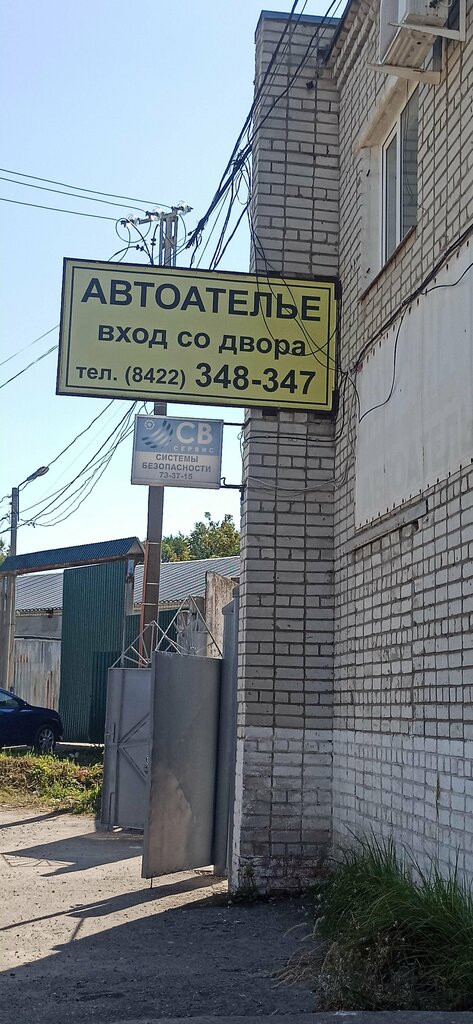 АВТОАТЕЛЬЕ
вход со двора
тел. (8422) 348-347
СВ
СЕРВИС
СИСТЕМЫ
БЕЗОПАСНОСТИ
73-37-15